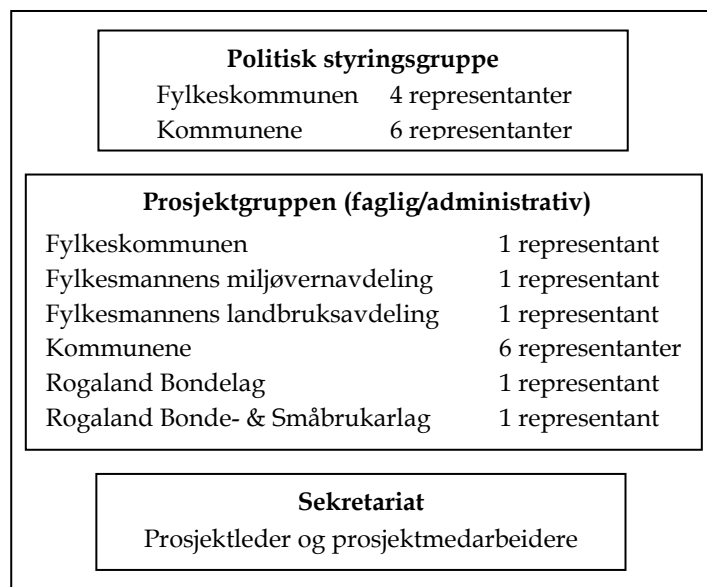 Politisk styringsgruppe
Fylkeskommunen 4 representanter
Kommunene 6 representanter
Prosjektgruppen (faglig/administrativ)
Fylkeskommunen 1 representant
Fylkesmannens miljøvernavdeling 1 representant
Fylkesmannens landbruksavdeling 1 representant
Kommunene 6 representanter
Rogaland Bondelag 1 representant
Rogaland Bonde- & Småbrukarlag 1 representant
Sekretariat
Prosjektleder og prosjektmedarbeidere